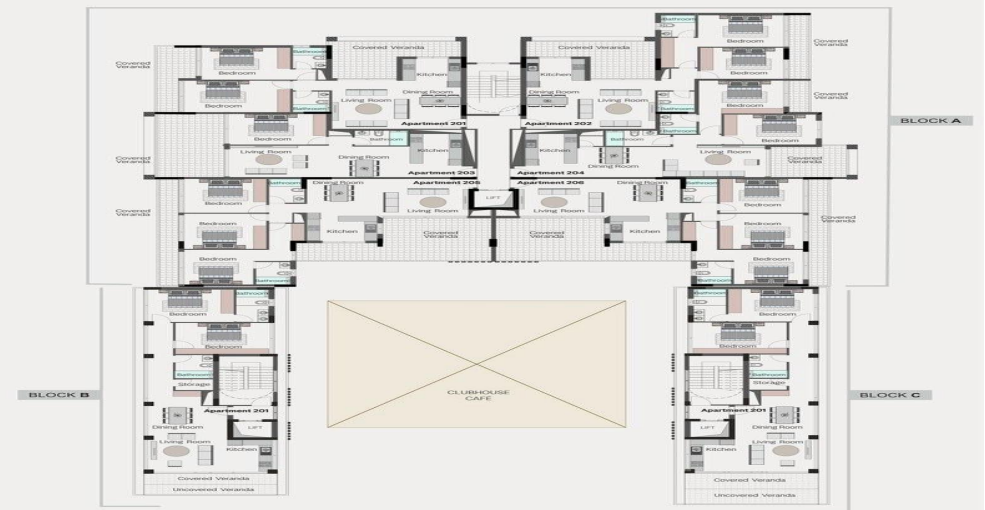 Bathroom
Bedroom
Covered
Veranda
Covered Veranda
Covered Veranda
Bathroom
Bedroom
Covered
Veranda
Kitchen
Kitchen
Bedroom
Bathroom
Bedroom
Dining Room
Dining Room
Bathroom
Bedroom
Covered
Veranda
Living Room
Living Room
Bathroom
Apartment 201
Apartment 202
Bathroom
BLOCK A
Bedroom
Bathroom
Bathroom
Bedroom
Kitchen
Kitchen
Covered
Veranda
Living Room
Dining Room
Dining Room
Living Room
Covered
Veranda
Apartment 203
Apartment 204
Bathroom
Dining Room
Apartment 205
Apartment 206
Dining Room
Bathroom
Bedroom
LIFT
Bedroom
Covered
Veranda
Living Room
Living Room
Covered
Veranda
Bedroom
Kitchen
Covered
Veranda
Covered
Veranda
Kitchen
Bedroom
Bedroom
Bathroom
Bathroom
Bedroom
Bathroom
Bedroom
Bathroom
Bedroom
Bedroom
Bedroom
Bathroom
Storage
Bathroom
Storage
CLUBHOUSE
CAFÉ
BLOCK B
BLOCK C
Apartment 201
Apartment 201
Dining Room
LIFT
LIFT
Dining Room
Living Room
Kitchen
Kitchen
Living Room
Covered Veranda
Uncovered Veranda
Covered Veranda
Uncovered Veranda